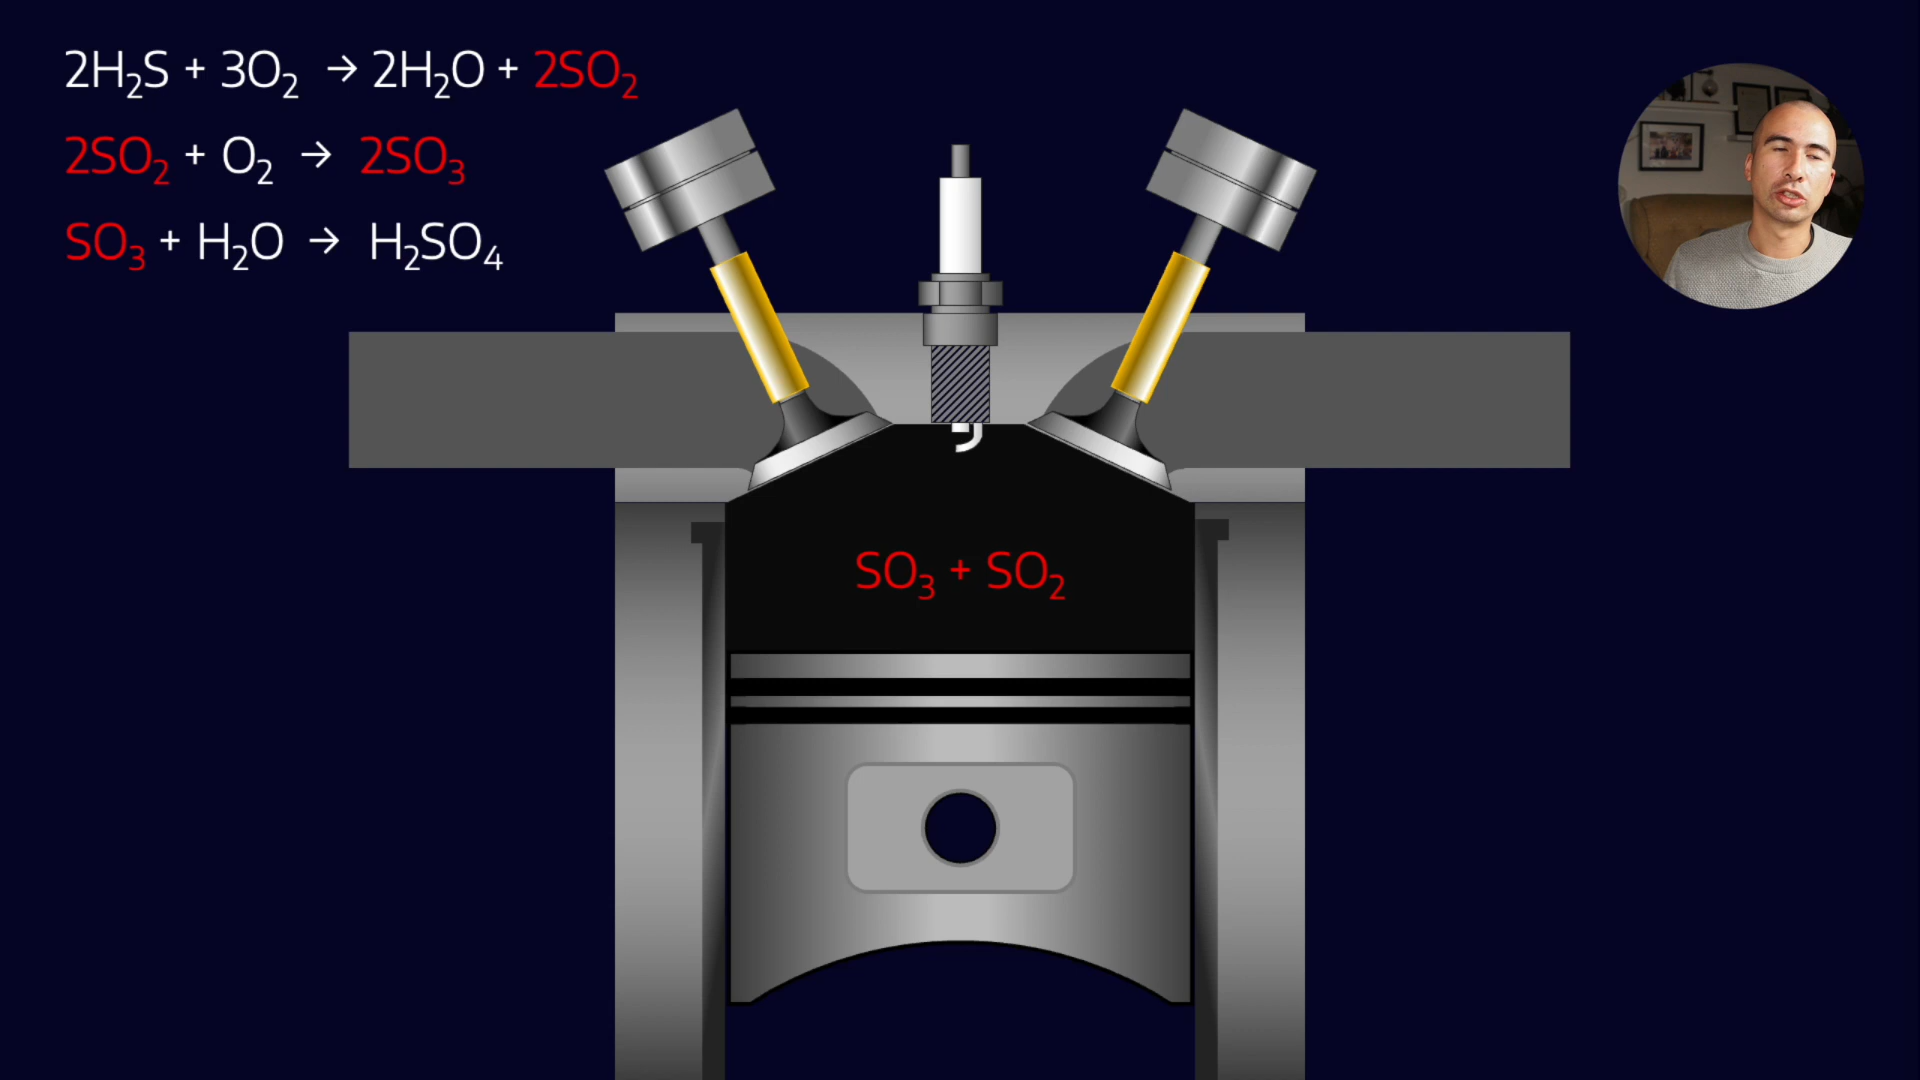 2H₂S + 3O₂ → 2H₂O + 2SO₂
2SO₂ + O₂ → 2SO₃
SO₃ + H₂O → H₂SO₄
SO₃ + SO₂